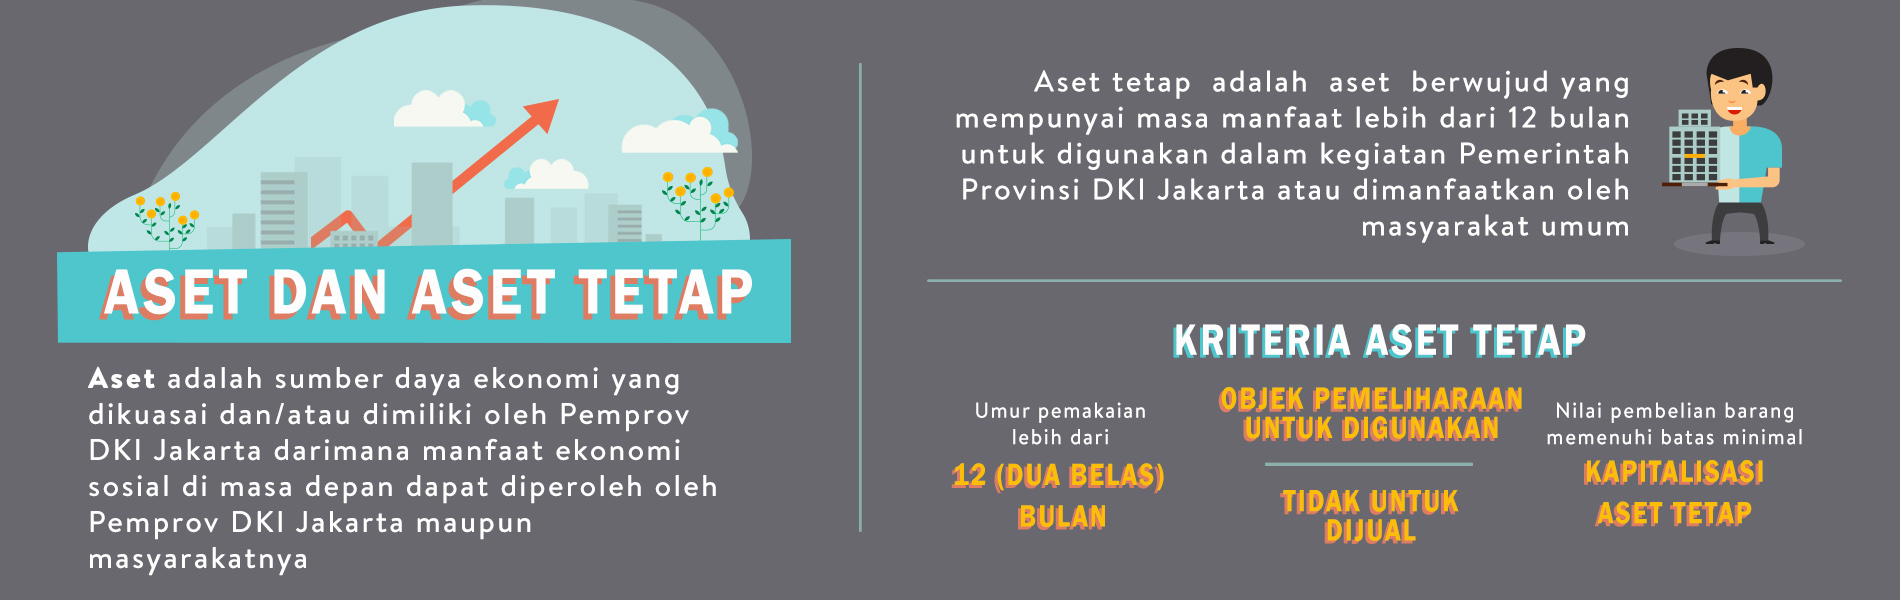 ASET DAN ASET TETAP
Aset adalah sumber daya ekonomi yang
dikuasai dan/atau dimiliki oleh Pemprov
DKI Jakarta darimana manfaat ekonomi
sosial di masa depan dapat diperoleh oleh
Pemprov DKI Jakarta maupun
masyarakatnya
Aset tetap adalah aset berwujud yang
mempunyai masa manfaat lebih dari 12 bulan
untuk digunakan dalam kegiatan Pemerintah
Provinsi DKI Jakarta atau dimanfaatkan oleh
masyarakat umum
KRITERIA ASET TETAP
Umur pemakaian
lebih dari
12 (DUA BELAS)
BULAN
OBJEK PEMELIHARAAN
UNTUK DIGUNAKAN
TIDAK UNTUK
DIJUAL
Nilai pembelian barang
memenuhi batas minimal
KAPITALISASI
ASET TETAP